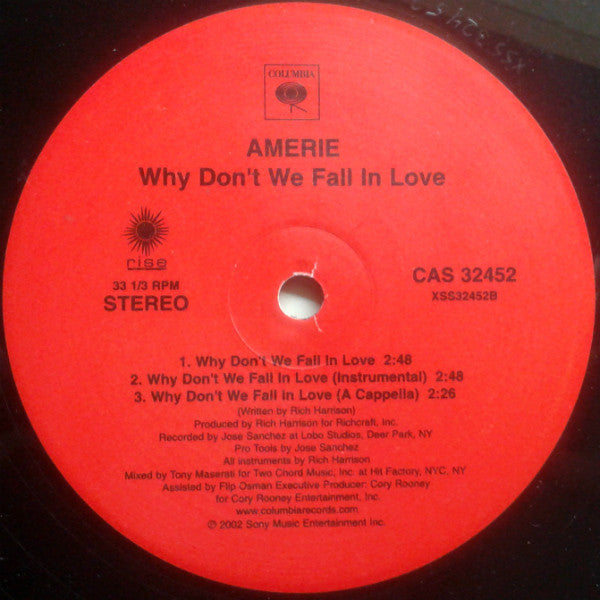 COLUMBIA
AMERIE
Why Don't We Fall In Love
rise
33 1/3 RPM
STEREO
CAS 32452
XSS32452B
1. Why Don't We Fall In Love 2:48
2. Why Don't We Fall In Love (Instrumental) 2:48
3. Why Don't We Fall In Love (A Cappella) 2:26
(Written by Rich Harrison)
Produced by Rich Harrison for Richcraft, Inc.
Recorded by Jose Sanchez at Lobo Studios, Deer Park, NY
Pro Tools by Jose Sanchez
All instruments by Rich Harrison
Mixed by Tony Maserati for Two Chord Music, Inc. at Hit Factory, NYC, NY
Assisted by Flip Osman Executive Producer: Cory Rooney
for Cory Rooney Entertainment, Inc.
www.columbiarecords.com
© 2002 Sony Music Entertainment Inc.